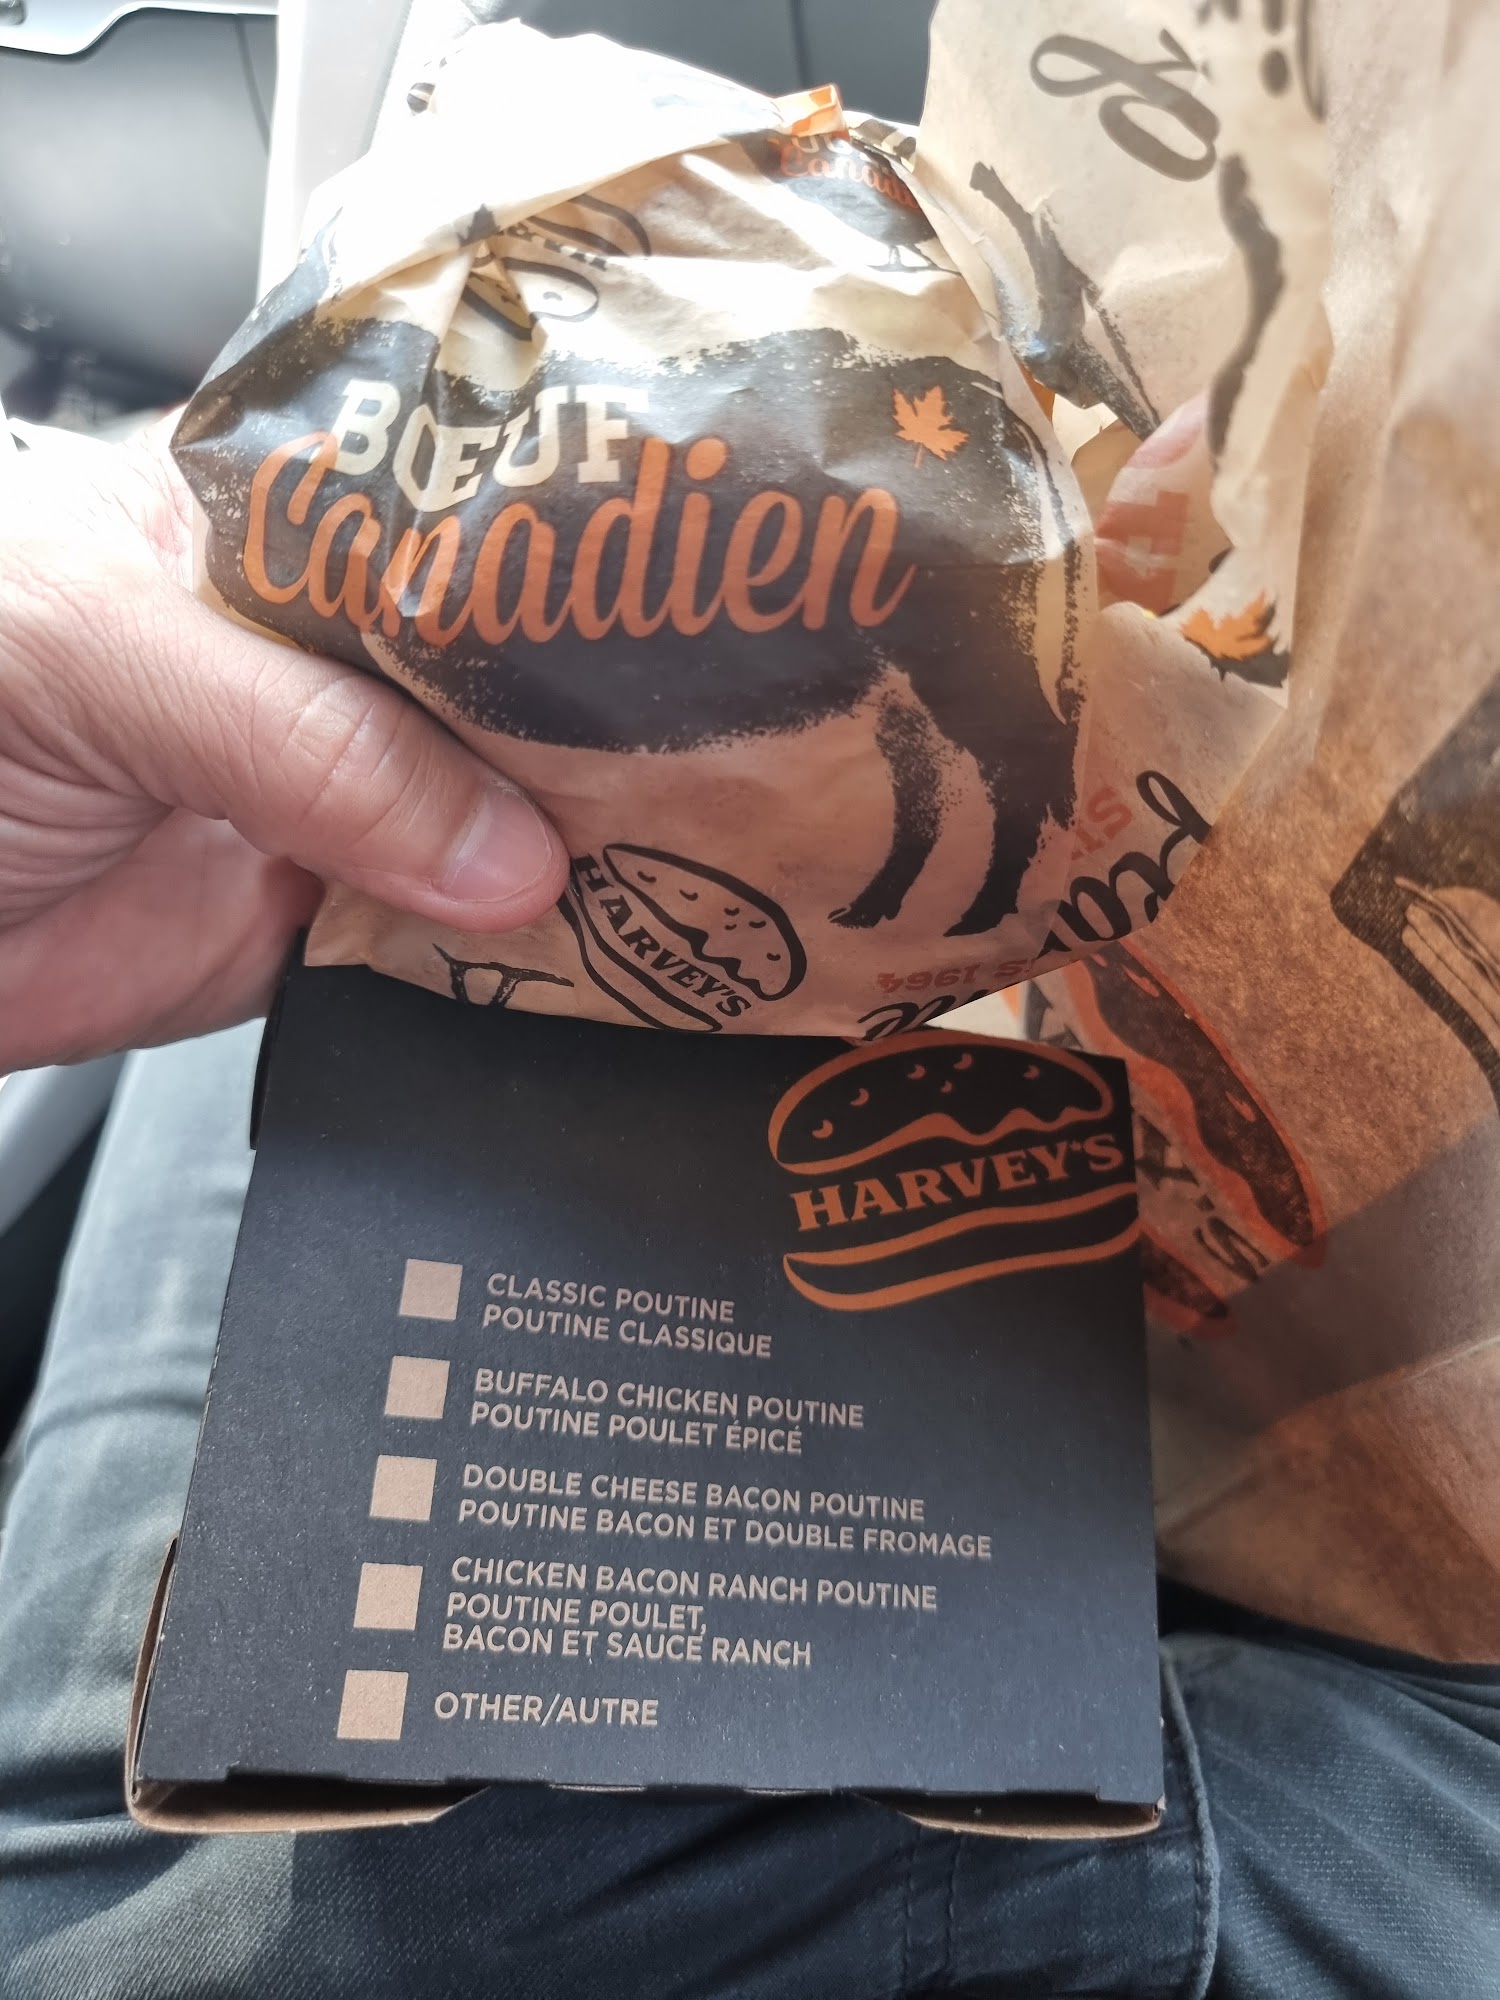 BŒUF
Canadien
HARVEY'S
1964
HARVEY'S
CLASSIC POUTINE
POUTINE CLASSIQUE
BUFFALO CHICKEN POUTINE
POUTINE POULET ÉPICÉ
DOUBLE CHEESE BACON POUTINE
POUTINE BACON ET DOUBLE FROMAGE
CHICKEN BACON RANCH POUTINE
POUTINE POULET,
BACON ET SAUCE RANCH
OTHER/AUTRE